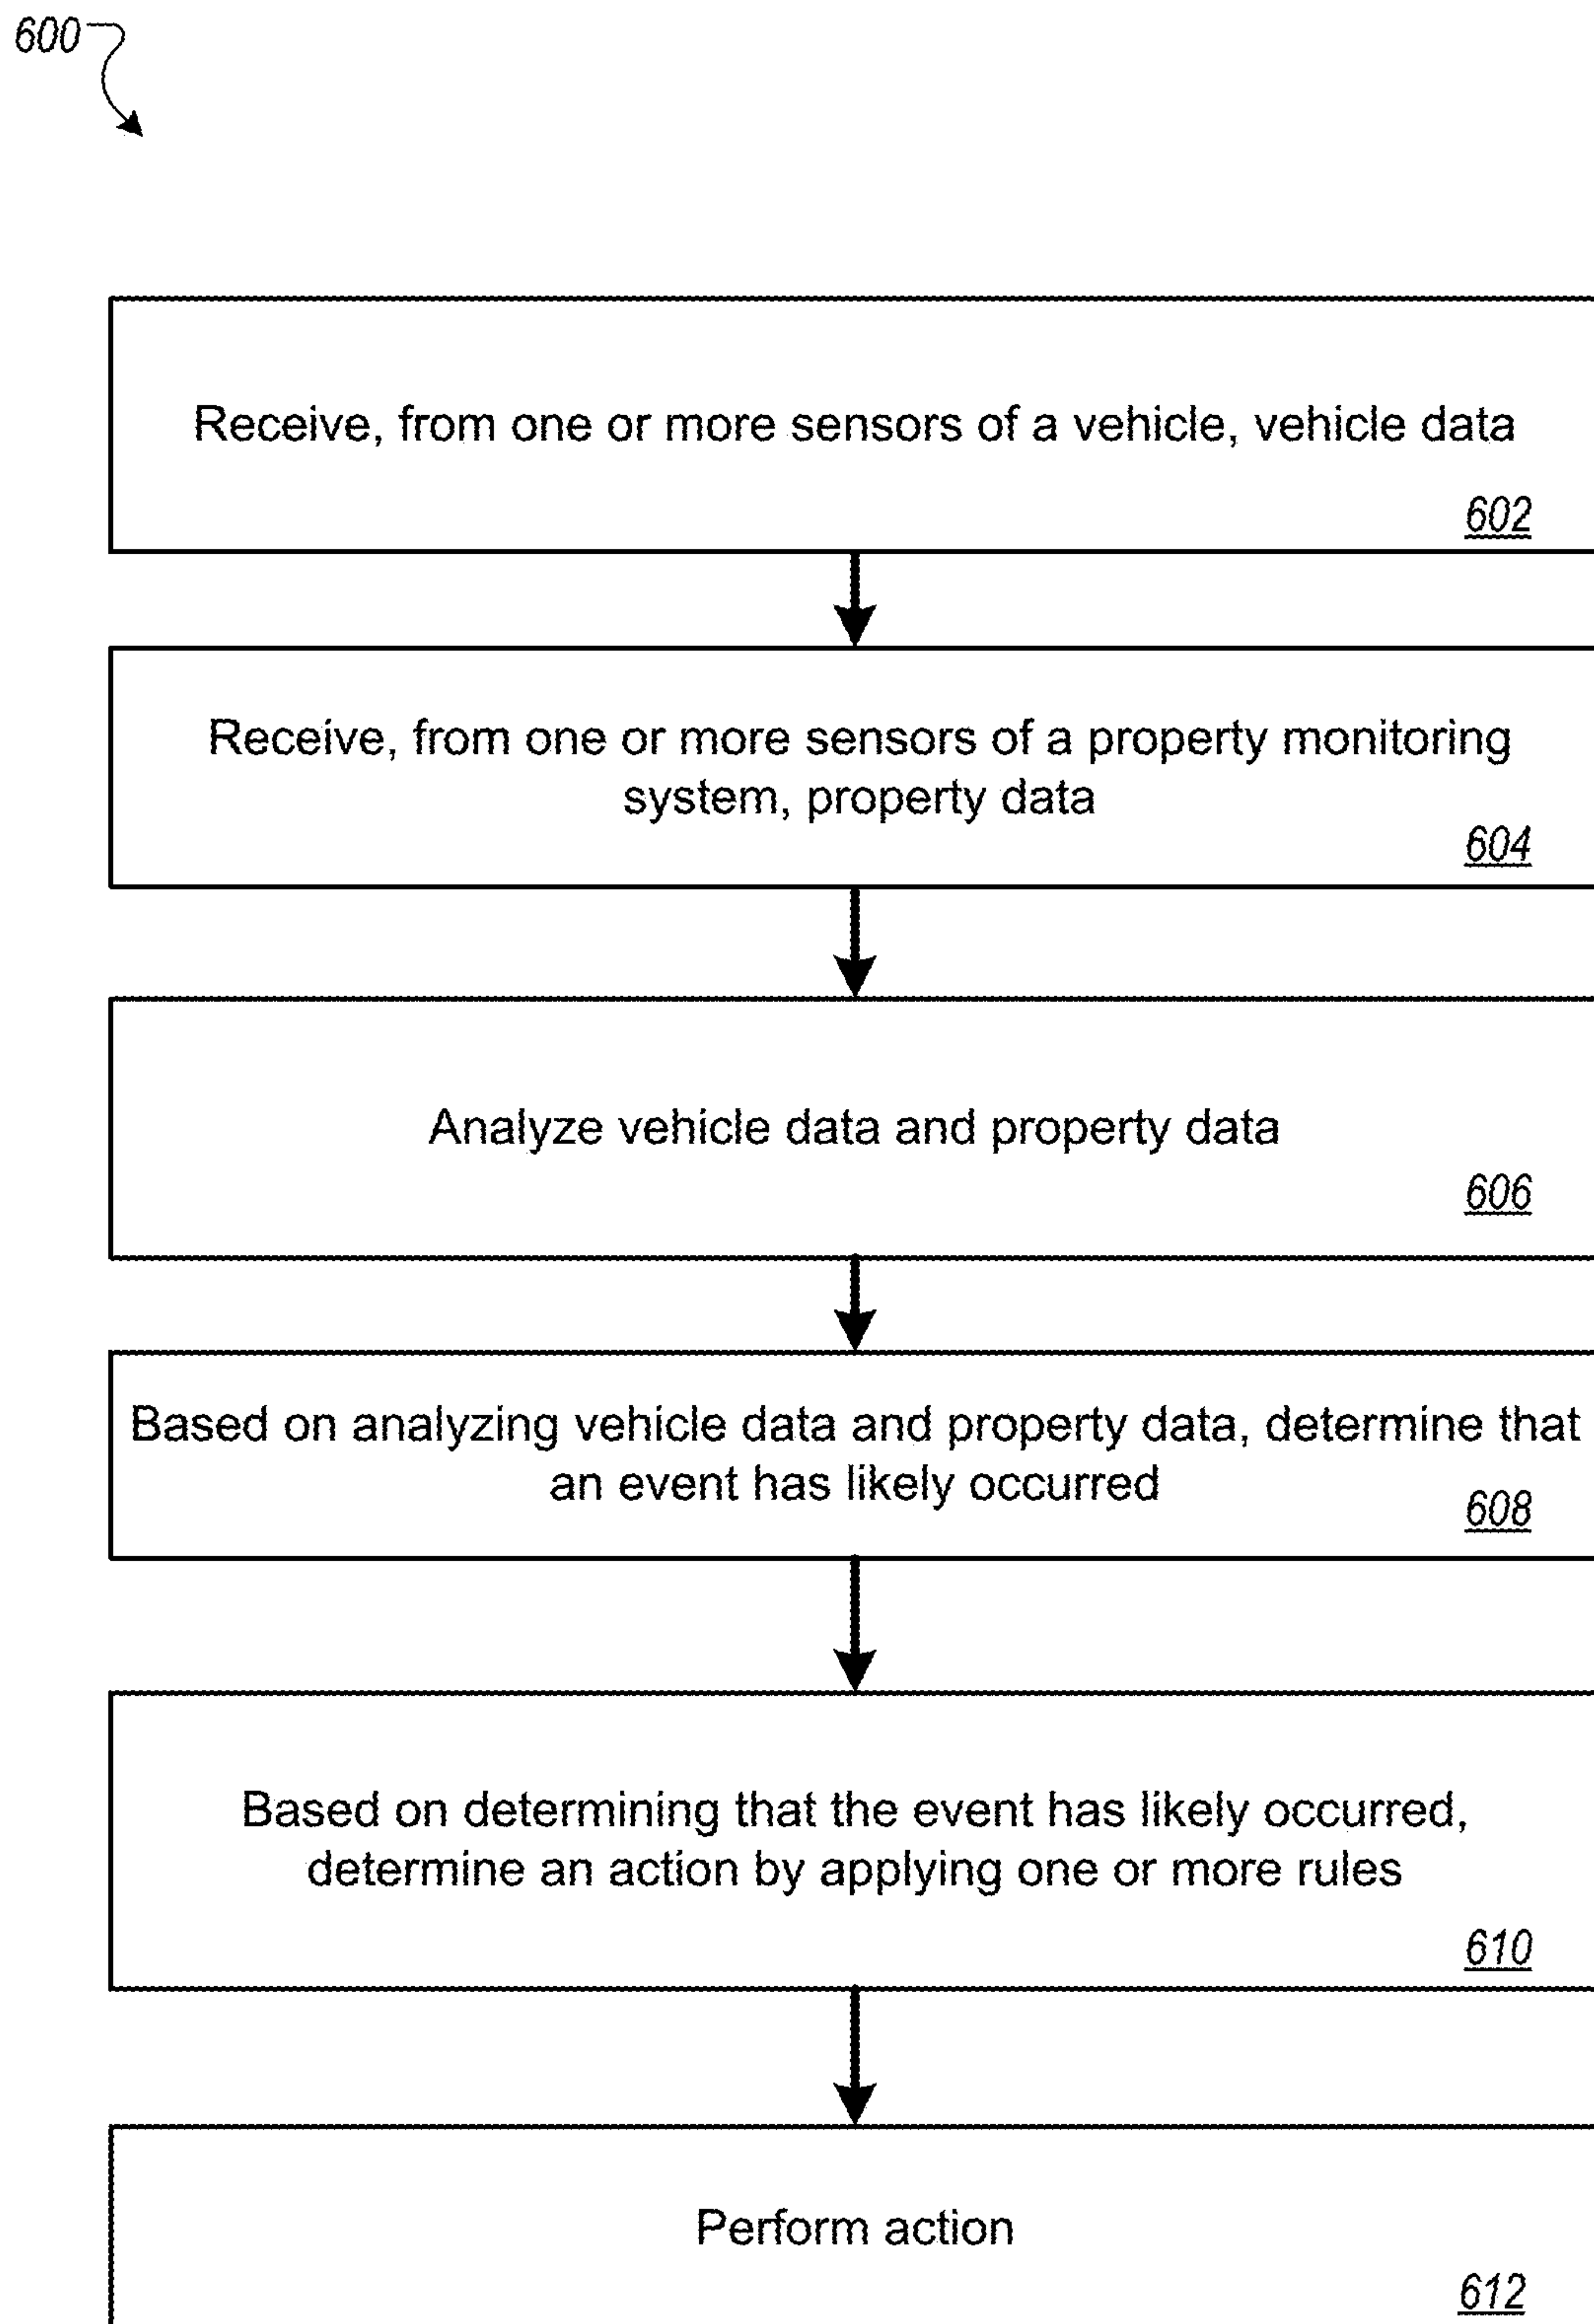 600
Receive, from one or more sensors of a vehicle, vehicle data
602
Receive, from one or more sensors of a property monitoring
system, property data
604
Analyze vehicle data and property data
606
Based on analyzing vehicle data and property data, determine that
an event has likely occurred
608
Based on determining that the event has likely occurred,
determine an action by applying one or more rules
610
Perform action
612